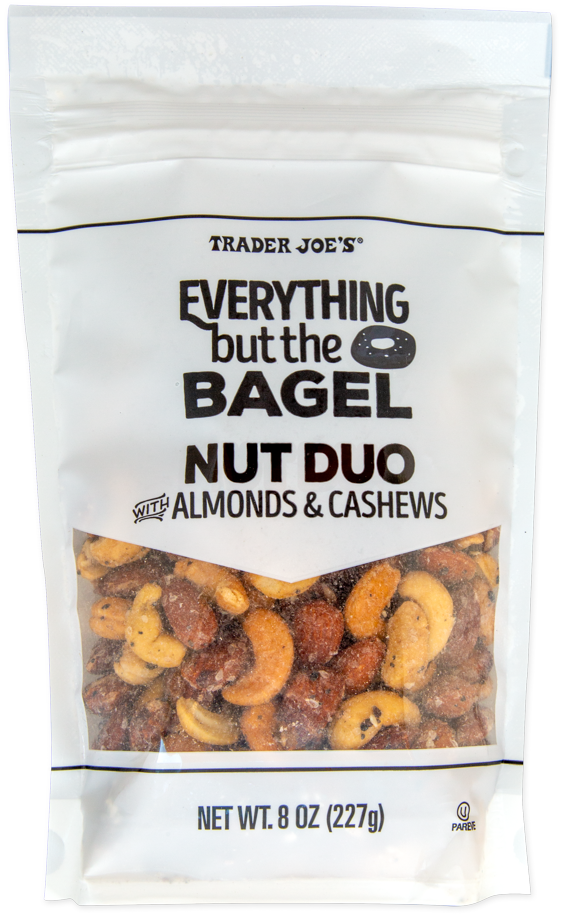 TRADER JOE'S®
EVERYTHING
but the
BAGEL
NUT DUO
WITH ALMONDS & CASHEWS
NET WT. 8 OZ (227g)
U
PAREVE